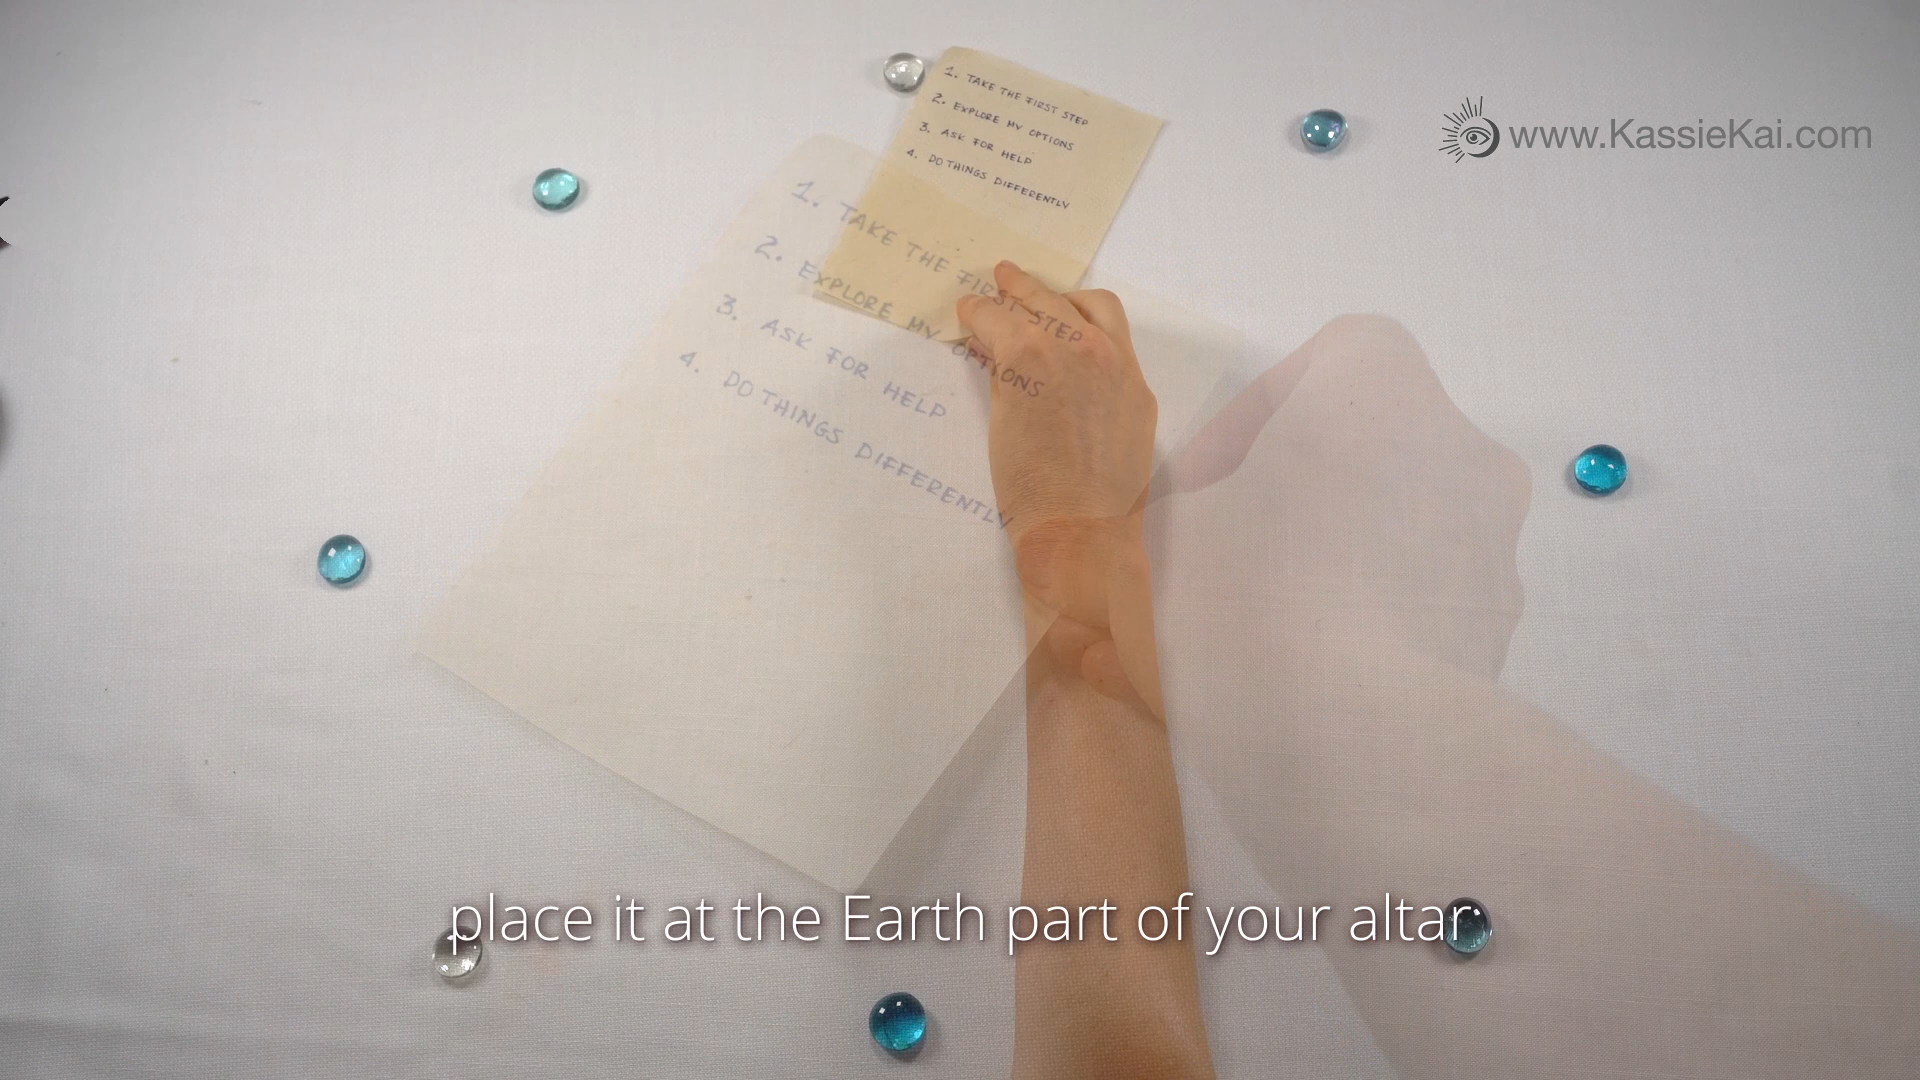 1. TAKE THE FIRST STEP
2. EXPLORE MY OPTIONS
3. ASK FOR HELP
4. DO THINGS DIFFERENTLY
www.KassieKai.com
1. TAKE THE FIRST STEP
2. EXPLORE MY OPTIONS
3. ASK FOR HELP
4. DO THINGS DIFFERENTLY
place it at the Earth part of your altar